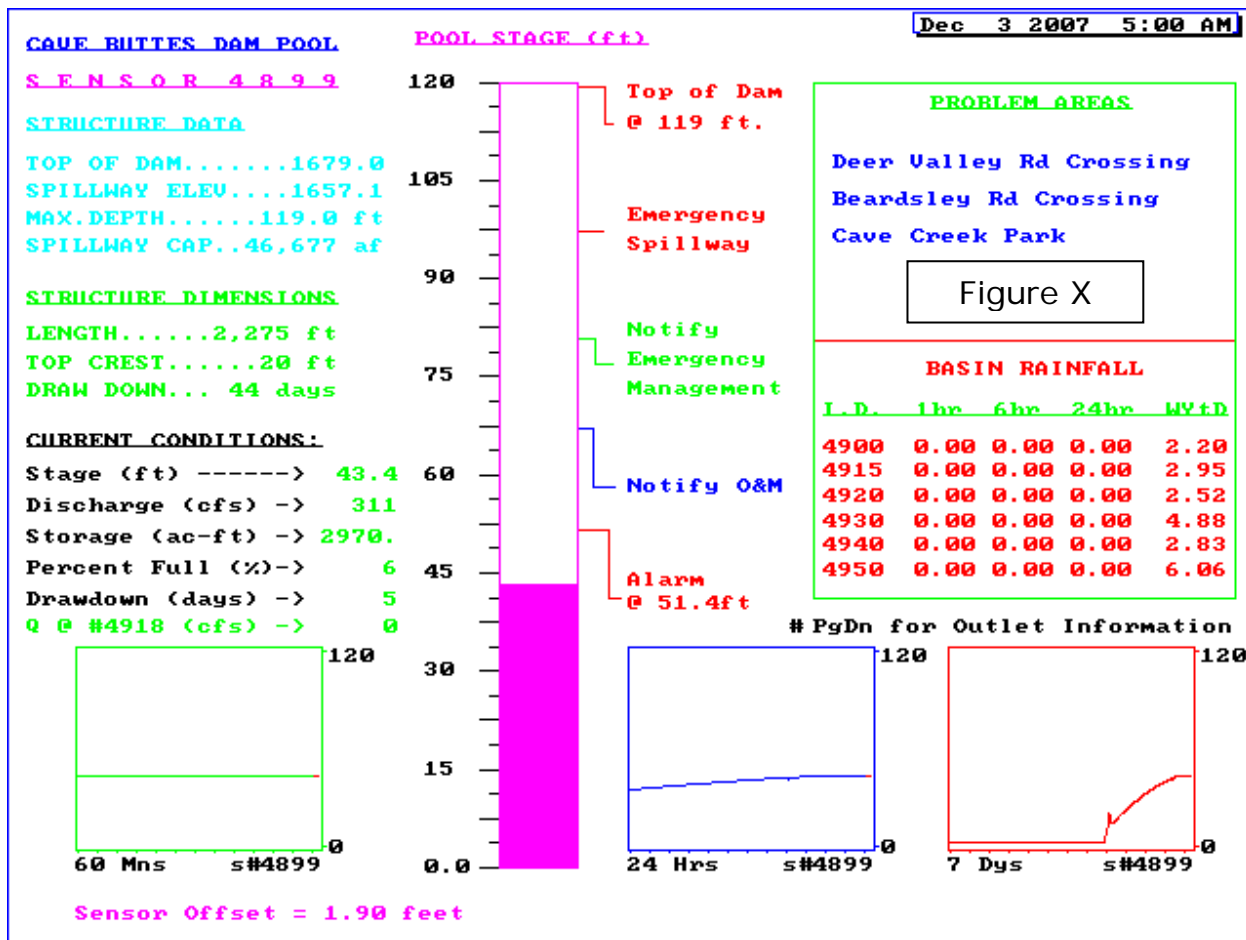 CAVE BUTTES DAM POOL
SENSOR 4899
STRUCTURE DATA
TOP OF DAM.......1679.0
SPILLWAY ELEV....1657.1
MAX.DEPTH......119.0 ft
SPILLWAY CAP..46,677 af
STRUCTURE DIMENSIONS
LENGTH......2,275 ft
TOP CREST......20 ft
DRAW DOWN... 44 days
CURRENT CONDITIONS:
Stage (ft) ------> 43.4
Discharge (cfs) -> 311
Storage (ac-ft) -> 2970.
Percent Full (%)-> 6
Drawdown (days) -> 5
Q @ #4918 (cfs) -> 0
POOL STAGE (ft)
120
105
90
75
60
45
30
15
0.0
Top of Dam
@ 119 ft.
Emergency
Spillway
Notify
Emergency
Management
Notify O&M
Alarm
@ 51.4ft
Dec 3 2007 5:00 AM
PROBLEM AREAS
Deer Valley Rd Crossing
Beardsley Rd Crossing
Cave Creek Park
Figure X
BASIN RAINFALL
I.D. 1hr 6hr 24hr WYtD
4900 0.00 0.00 0.00 2.20
4915 0.00 0.00 0.00 2.95
4920 0.00 0.00 0.00 2.52
4930 0.00 0.00 0.00 4.88
4940 0.00 0.00 0.00 2.83
4950 0.00 0.00 0.00 6.06
# PgDn for Outlet Information
120
0
60 Mns s#4899
120
0
24 Hrs s#4899
120
0
7 Dys s#4899
Sensor Offset = 1.90 feet